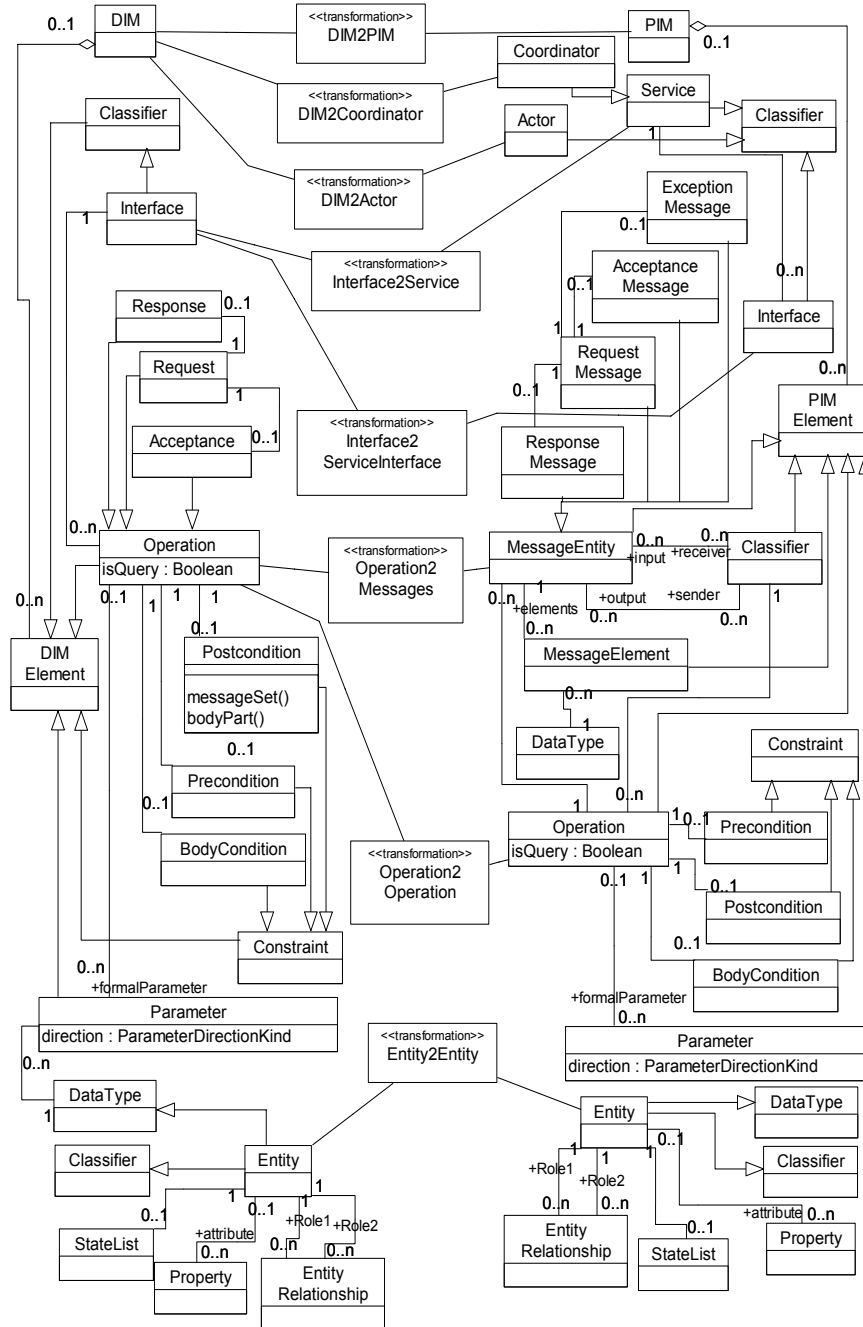 0..1
DIM
<<transformation>>
DIM2PIM
PIM
0..1
Coordinator
<<transformation>>
DIM2Coordinator
Service
1
Classifier
Classifier
Actor
<<transformation>>
DIM2Actor
Exception
Message
0..1
Interface
1
<<transformation>>
Interface2Service
Acceptance
Message
0..1
0..n
Interface
Response
0..1
1
Request
1
Request
Message
1
1
0..1
0..n
PIM
Element
Acceptance
0..1
<<transformation>>
Interface2
ServiceInterface
Response
Message
0..n
Operation
isQuery : Boolean
0..1
1
1
1
<<transformation>>
Operation2
Messages
MessageEntity
0..n
1
0..n
+input
+receiver
0..n
Classifier
1
+elements
+output
+sender
0..n
0..n
0..n
0..n
0..1
DIM
Element
Postcondition
messageSet()
bodyPart()
0..1
MessageElement
0..n
1
DataType
Constraint
Precondition
0..1
BodyCondition
<<transformation>>
Operation2
Operation
1
0..n
Operation
isQuery : Boolean
0..1
1
1
1
0..1
Precondition
0..1
Postcondition
0..1
BodyCondition
Constraint
0..n
+formalParameter
Parameter
direction : ParameterDirectionKind
0..n
+formalParameter
0..n
Parameter
direction : ParameterDirectionKind
<<transformation>>
Entity2Entity
DataType
1
Classifier
Entity
1
0..1
1
1
0..1
StateList
+attribute
0..n
Property
+Role1
+Role2
0..n
0..n
Entity
Relationship
Entity
1
1
1
0..1
DataType
Classifier
+Role1
+Role2
0..n
0..n
Entity
Relationship
0..1
StateList
+attribute
0..n
Property